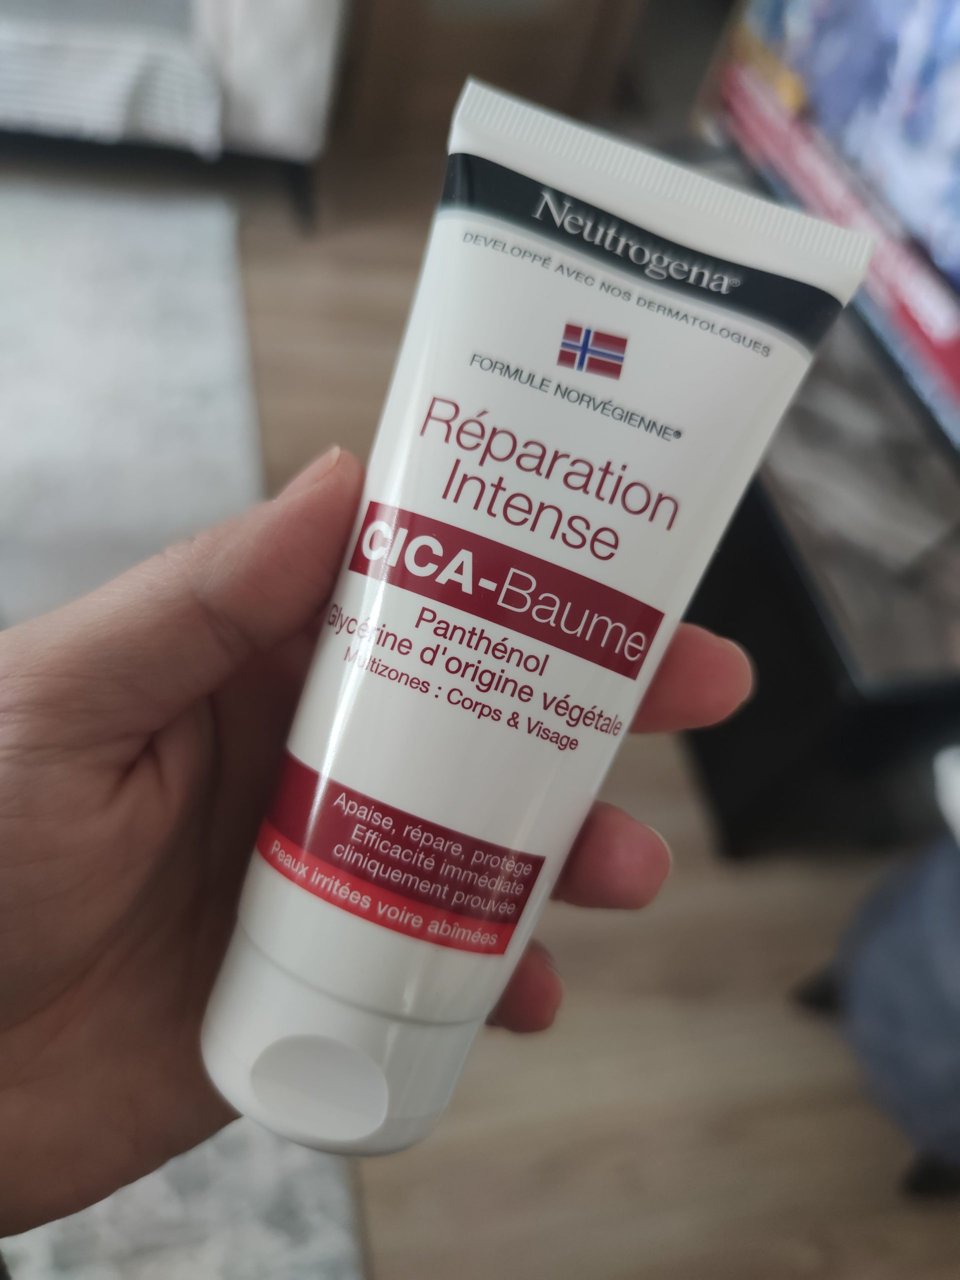 Neutrogena®
DEVELOPPÉ AVEC NOS DERMATOLOGUES
FORMULE NORVÉGIENNE®
Réparation
Intense
CICA-Baume
Panthénol
Glycérine d'origine végétale
Multizones : Corps & Visage
Apaise, répare, protège
Efficacité immédiate
cliniquement prouvée
Peaux irritées voire abîmées